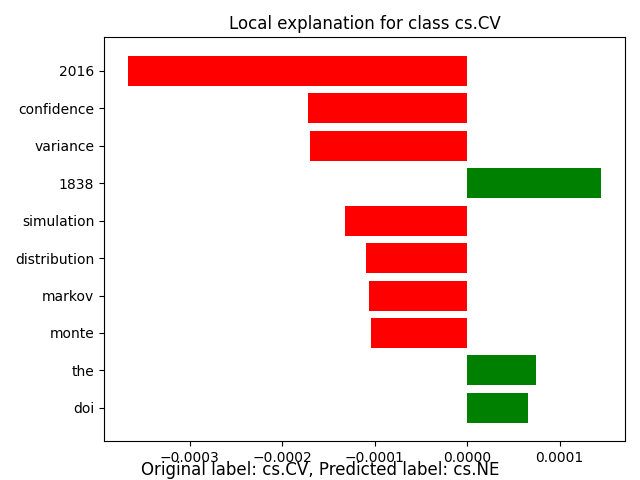 Local explanation for class cs.CV
2016
confidence
variance
1838
simulation
distribution
markov
monte
the
doi
−0.0003 −0.0002 −0.0001 0.0000 0.0001
Original label: cs.CV, Predicted label: cs.NE